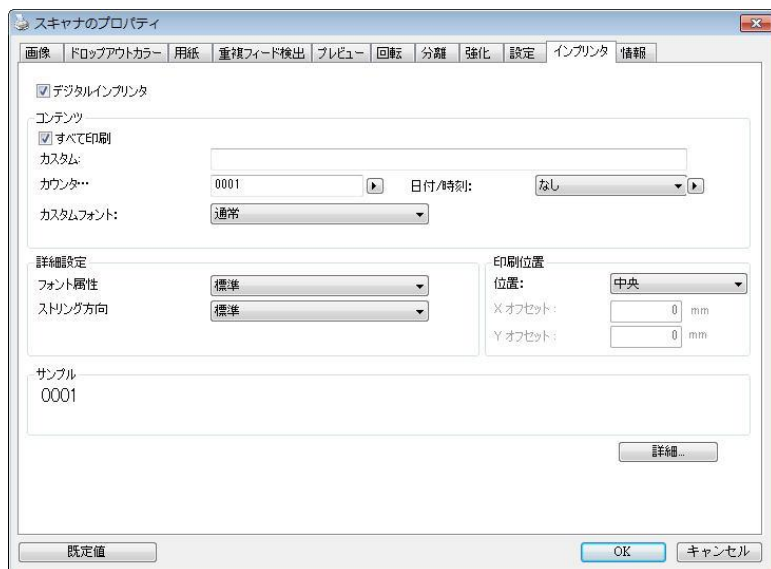 スキャナのプロパティ
画像 ドロップアウトカラー 用紙 重複フィード検出 プレビュー 回転 分離 強化 設定 インプリンタ 情報
デジタルインプリンタ
コンテンツ
すべて印刷
カスタム:
カウンタ… 0001 日付/時刻: なし
カスタムフォント: 通常
詳細設定
フォント属性 標準
ストリング方向 標準
印刷位置
位置: 中央
X オフセット: 0 mm
Y オフセット: 0 mm
サンプル
0001
詳細...
既定値 OK キャンセル